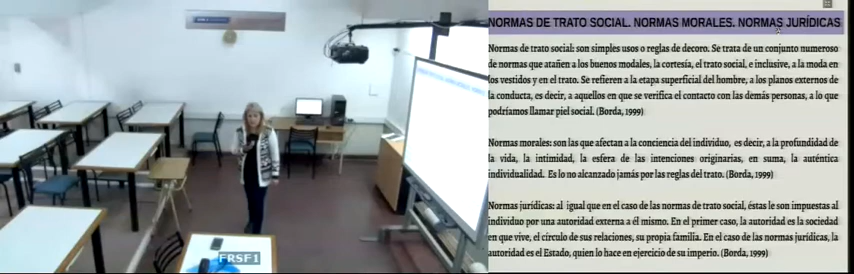 FRSF1
NORMAS DE TRATO SOCIAL. NORMAS MORALES. NORMAS JURÍDICAS
Normas de trato social: son simples usos o reglas de decoro. Se trata de un conjunto numeroso
de normas que atañen a los buenos modales, la cortesía, el trato social, e inclusive, a la moda en
los vestidos y en el trato. Se refieren a la etapa superficial del hombre, a los planos externos de
la conducta, es decir, a aquellos en que se verifica el contacto con las demás personas, a lo que
podríamos llamar piel social. (Borda, 1999)
Normas morales: son las que afectan a la conciencia del individuo, es decir, a la profundidad de
la vida, la intimidad, la esfera de las intenciones originarias, en suma, la auténtica
individualidad. Es lo no alcanzado jamás por las reglas del trato. (Borda, 1999)
Normas jurídicas: al igual que en el caso de las normas de trato social, éstas le son impuestas al
individuo por una autoridad externa a él mismo. En el primer caso, la autoridad es la sociedad
en que vive, el círculo de sus relaciones, su propia familia. En el caso de las normas jurídicas, la
autoridad es el Estado, quien lo hace en ejercicio de su imperio. (Borda, 1999)